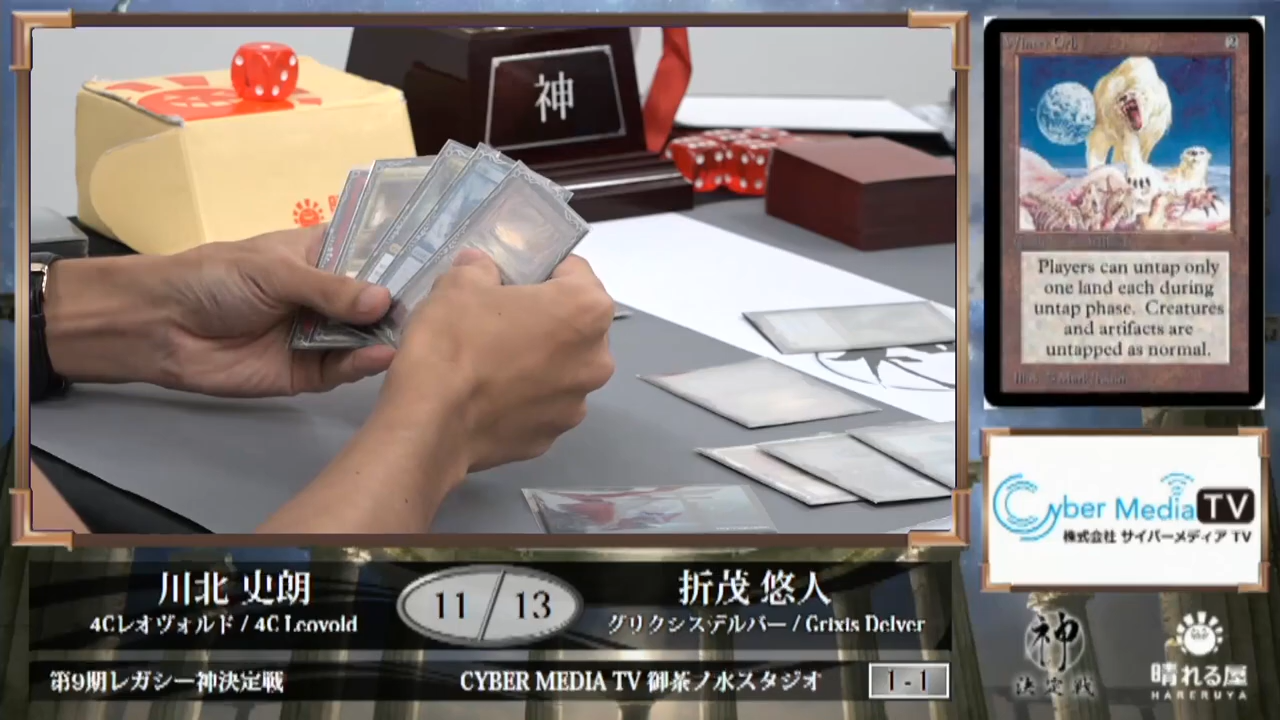 神
Winter Orb
2
Players can untap only
one land each during
untap phase. Creatures
and artifacts are
untapped as normal.
Cyber Media TV
株式会社 サイバーメディア TV
川北 史朗
4Cレオヴォルド / 4C Leovold
11 / 13
折茂 悠人
グリクシスデルバー / Grixis Delver
第9期レガシー神決定戦
CYBER MEDIA TV 御茶ノ水スタジオ
1 - 1
神
決定戦
晴れる屋
HARERUYA